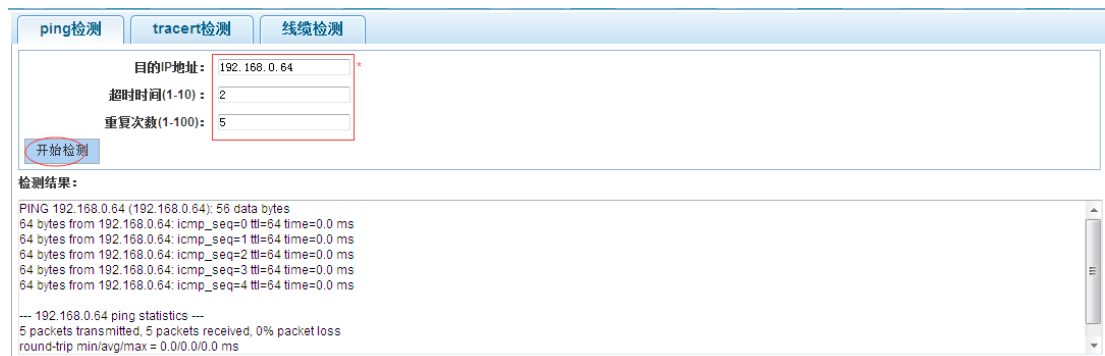 ping检测 tracert检测 线缆检测
目的IP地址： 192.168.0.64 *
超时时间(1-10)： 2
重复次数(1-100)： 5
开始检测
检测结果：
PING 192.168.0.64 (192.168.0.64): 56 data bytes
64 bytes from 192.168.0.64: icmp_seq=0 ttl=64 time=0.0 ms
64 bytes from 192.168.0.64: icmp_seq=1 ttl=64 time=0.0 ms
64 bytes from 192.168.0.64: icmp_seq=2 ttl=64 time=0.0 ms
64 bytes from 192.168.0.64: icmp_seq=3 ttl=64 time=0.0 ms
64 bytes from 192.168.0.64: icmp_seq=4 ttl=64 time=0.0 ms
--- 192.168.0.64 ping statistics ---
5 packets transmitted, 5 packets received, 0% packet loss
round-trip min/avg/max = 0.0/0.0/0.0 ms